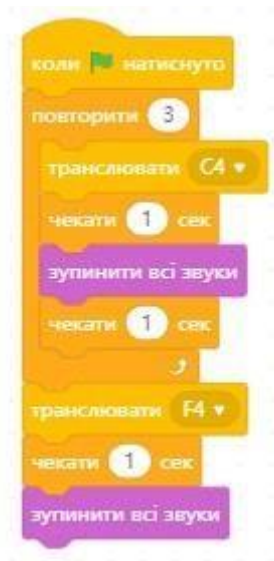 коли натиснуто
повторити 3
транслювати C4
чекати 1 сек
зупинити всі звуки
чекати 1 сек
транслювати F4
чекати 1 сек
зупинити всі звуки